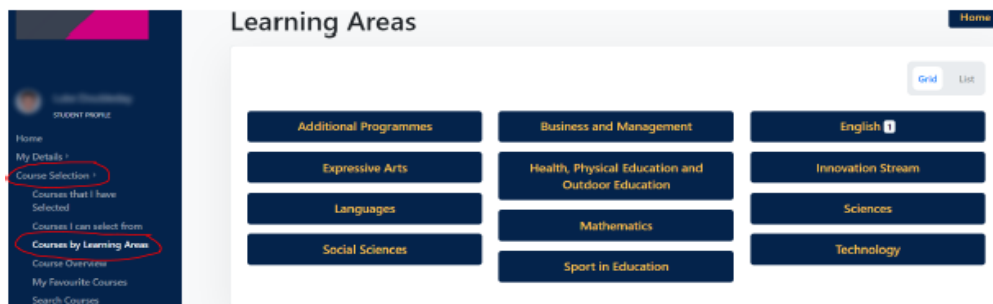 Learning Areas
Home
Grid List
STUDENT PROFILE
Home
My Details ›
Course Selection ›
Courses that I have
Selected
Courses I can select from
Courses by Learning Areas
Course Overview
My Favourite Courses
Search Courses
Additional Programmes
Business and Management
English 1
Expressive Arts
Health, Physical Education and
Outdoor Education
Innovation Stream
Languages
Mathematics
Sciences
Social Sciences
Sport in Education
Technology